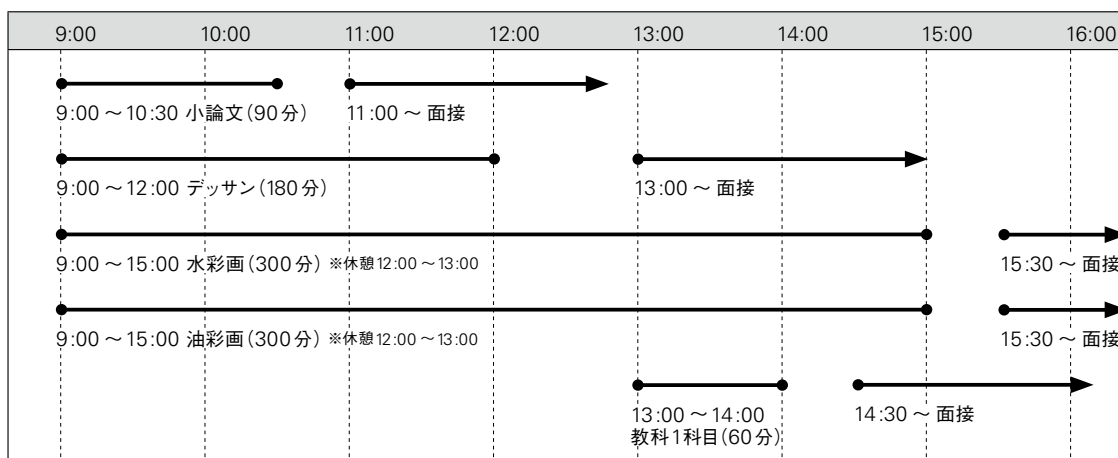 9:00 10:00 11:00 12:00 13:00 14:00 15:00 16:00
9:00～10:30 小論文(90分) 11:00～ 面接
9:00～12:00 デッサン(180分) 13:00～ 面接
9:00～15:00 水彩画(300分) ※休憩12:00～13:00 15:30～ 面接
9:00～15:00 油彩画(300分) ※休憩12:00～13:00 15:30～ 面接
13:00～14:00 14:30～ 面接
教科1科目(60分)